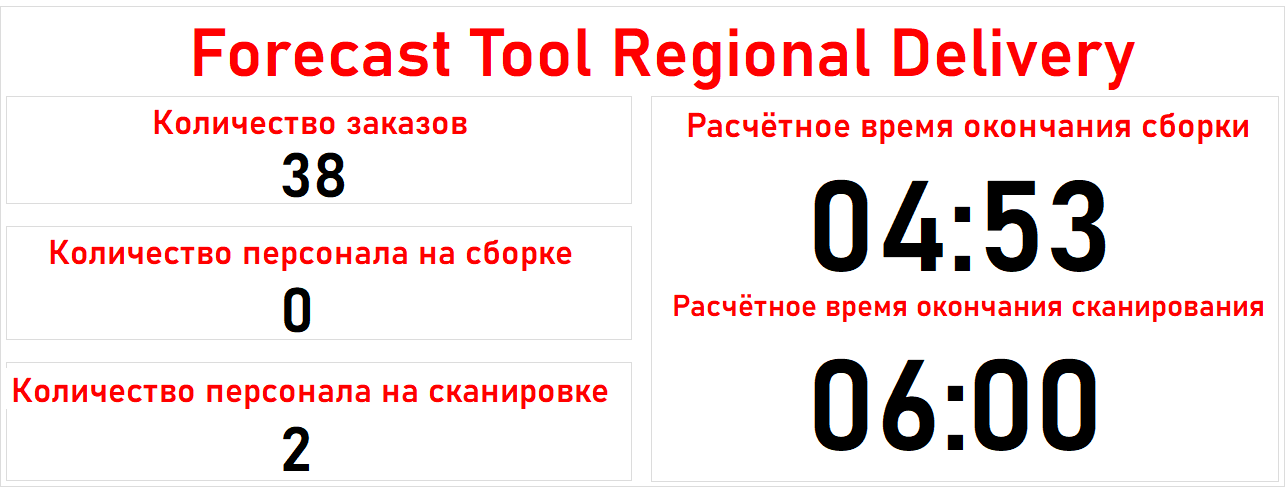 Forecast Tool Regional Delivery
Количество заказов
38
Количество персонала на сборке
0
Количество персонала на сканировке
2
Расчётное время окончания сборки
04:53
Расчётное время окончания сканирования
06:00